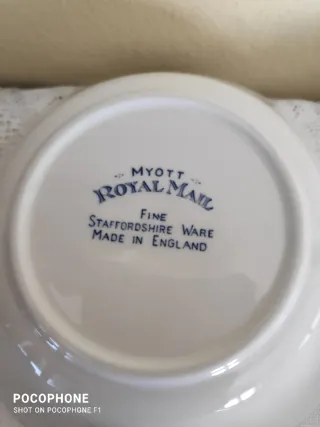 MYOTT
ROYAL MAIL
FINE
STAFFORDSHIRE WARE
MADE IN ENGLAND
POCOPHONE
SHOT ON POCOPHONE F1